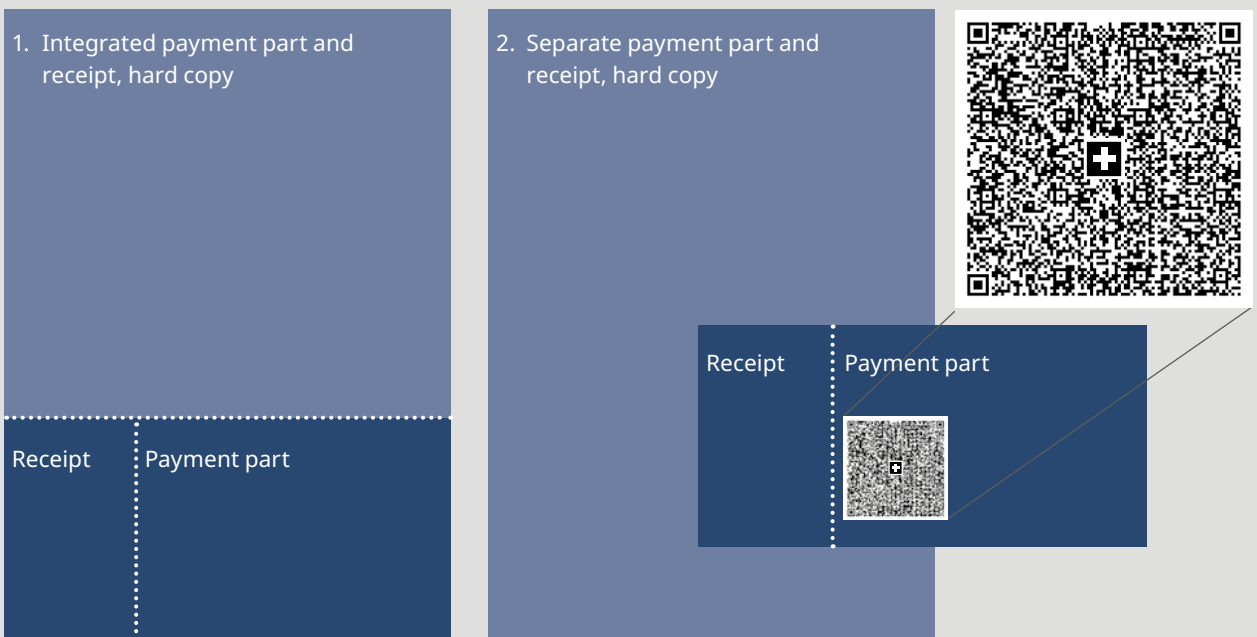 1. Integrated payment part and
receipt, hard copy
Receipt
Payment part
2. Separate payment part and
receipt, hard copy
Receipt
Payment part